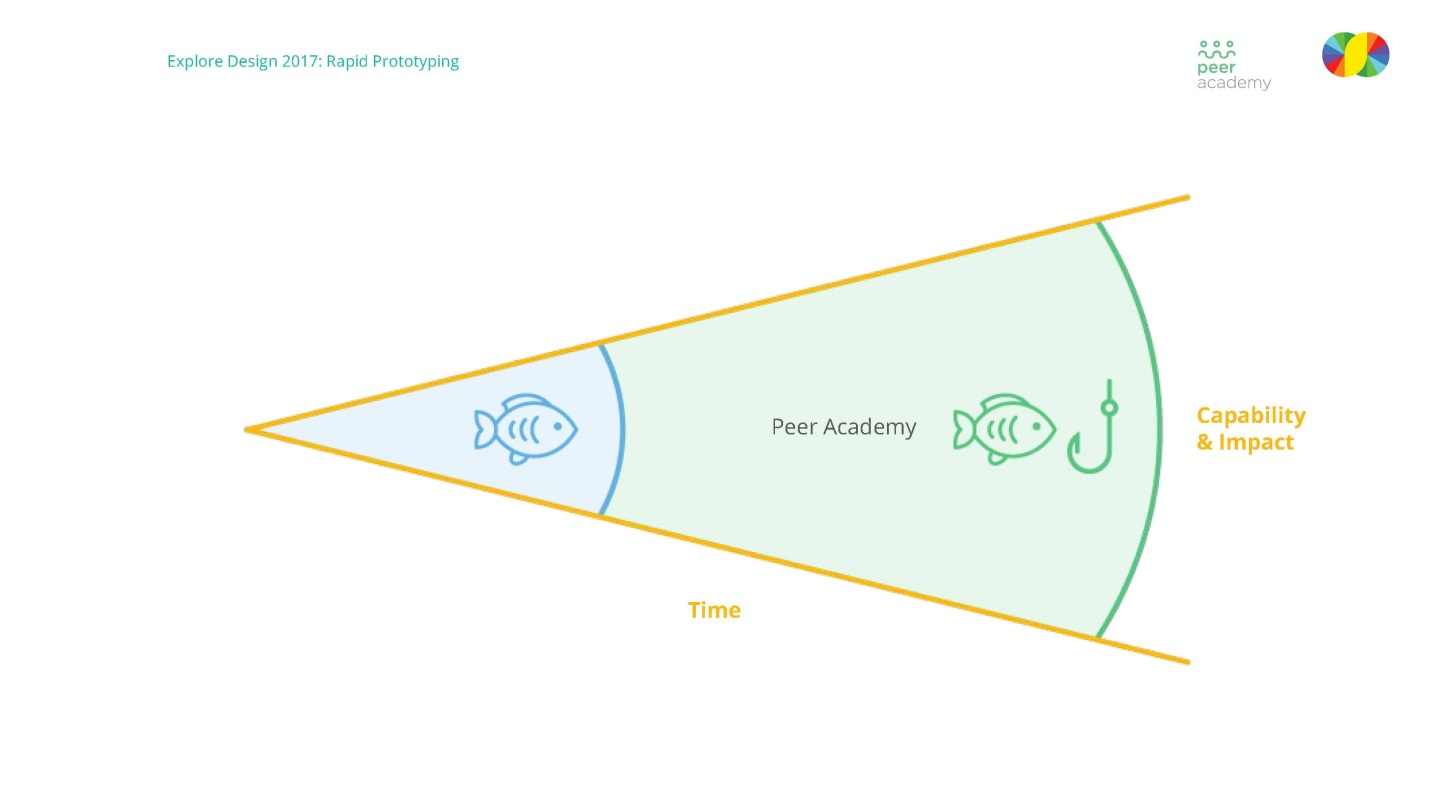 Explore Design 2017: Rapid Prototyping
peer
academy
Peer Academy
Capability
& Impact
Time